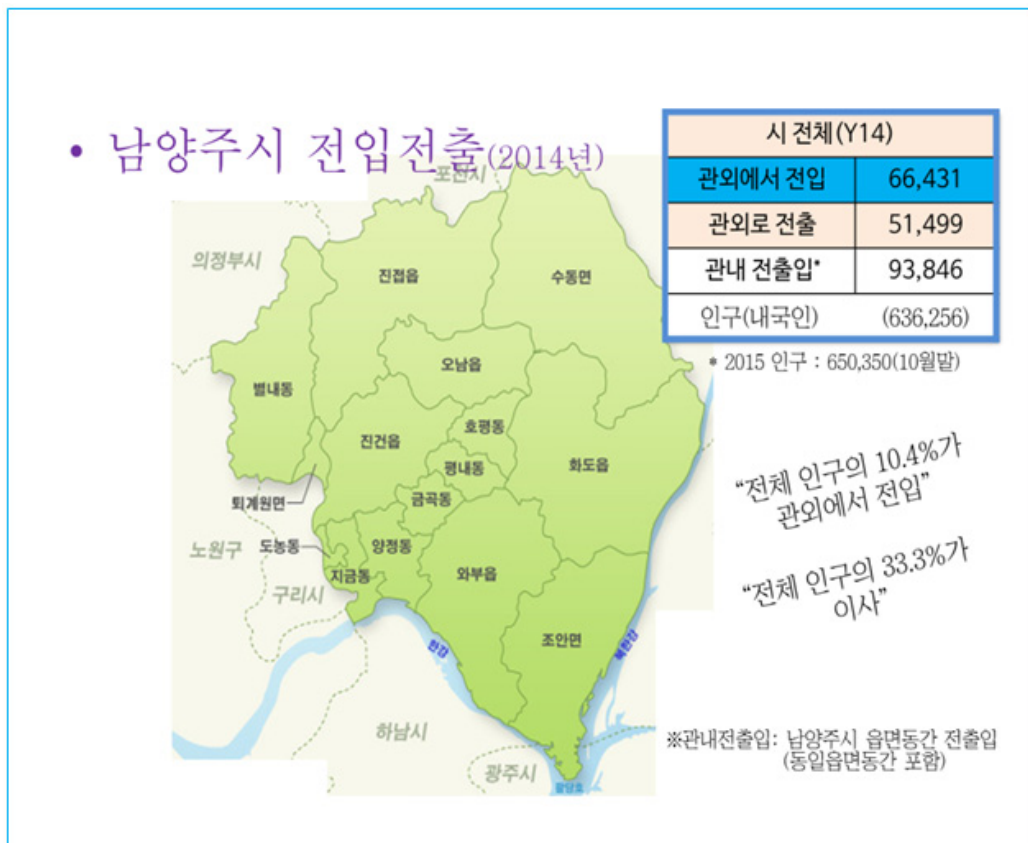 • 남양주시 전입전출(2014년)
시 전체(Y14)
관외에서 전입 66,431
관외로 전출 51,499
관내 전출입* 93,846
인구(내국인) (636,256)
* 2015 인구 : 650,350(10월말)
포천시
의정부시
진접읍
수동면
오남읍
별내동
호평동
진건읍
화도읍
평내동
금곡동
퇴계원면
도농동
양정동
노원구
지금동
와부읍
구리시
조안면
한강
북한강
하남시
광주시
팔당호
“전체 인구의 10.4%가
관외에서 전입”
“전체 인구의 33.3%가
이사”
※관내전출입: 남양주시 읍면동간 전출입
(동일읍면동간 포함)